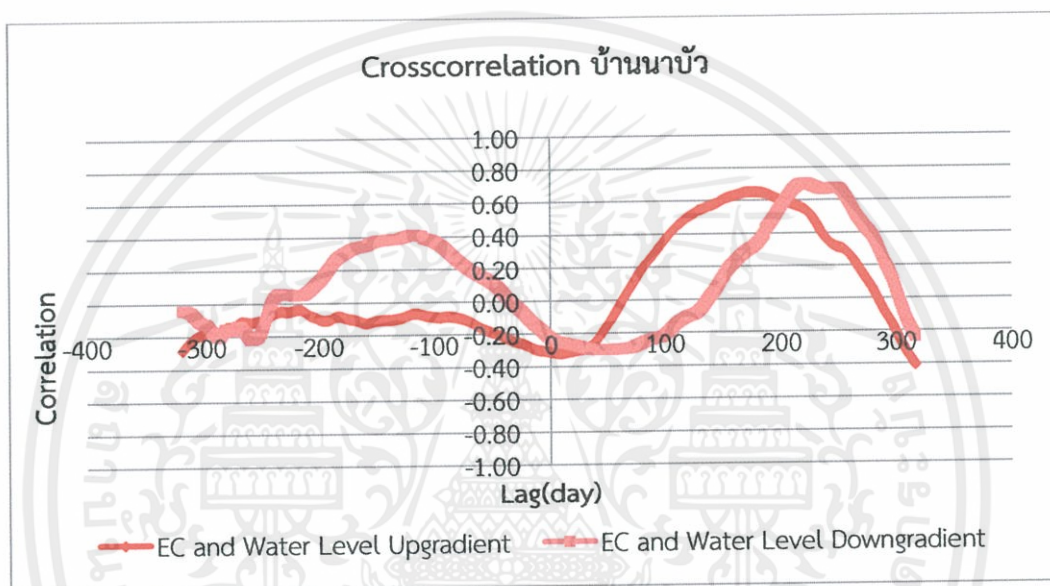 Crosscorrelation บ้านนาบัว
1.00
0.80
0.60
0.40
0.20
0.00
-400 -300 -200 -100 -0.20 0 100 200 300 400
-0.40
-0.60
-0.80
-1.00
Correlation
Lag(day)
EC and Water Level Upgradient EC and Water Level Downgradient